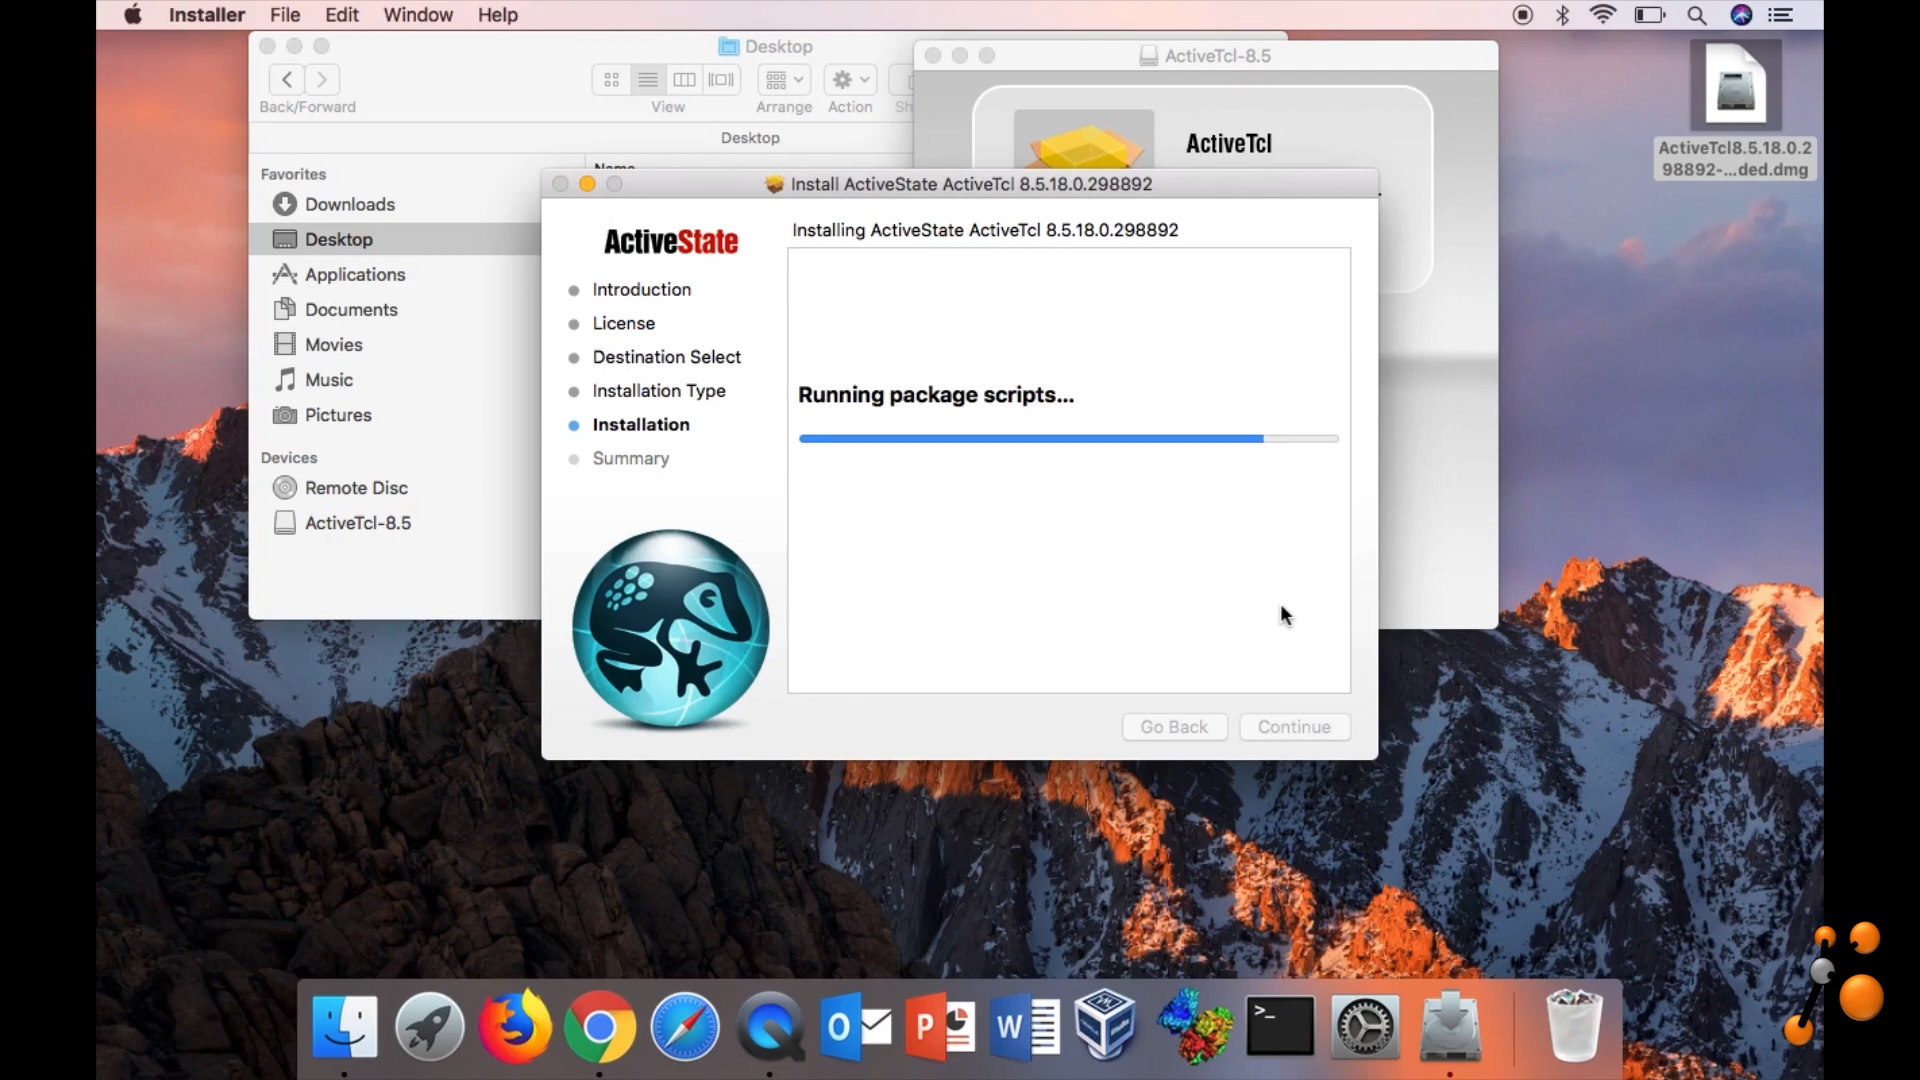 Installer File Edit Window Help
Desktop
Back/Forward
View
Arrange
Action
Sh
Desktop
Name
Favorites
Downloads
Desktop
Applications
Documents
Movies
Music
Pictures
Devices
Remote Disc
ActiveTcl-8.5
ActiveTcl-8.5
ActiveTcl
ActiveTcl8.5.18.0.2
98892-...ded.dmg
Install ActiveState ActiveTcl 8.5.18.0.298892
ActiveState
Introduction
License
Destination Select
Installation Type
Installation
Summary
Installing ActiveState ActiveTcl 8.5.18.0.298892
Running package scripts...
Go Back
Continue